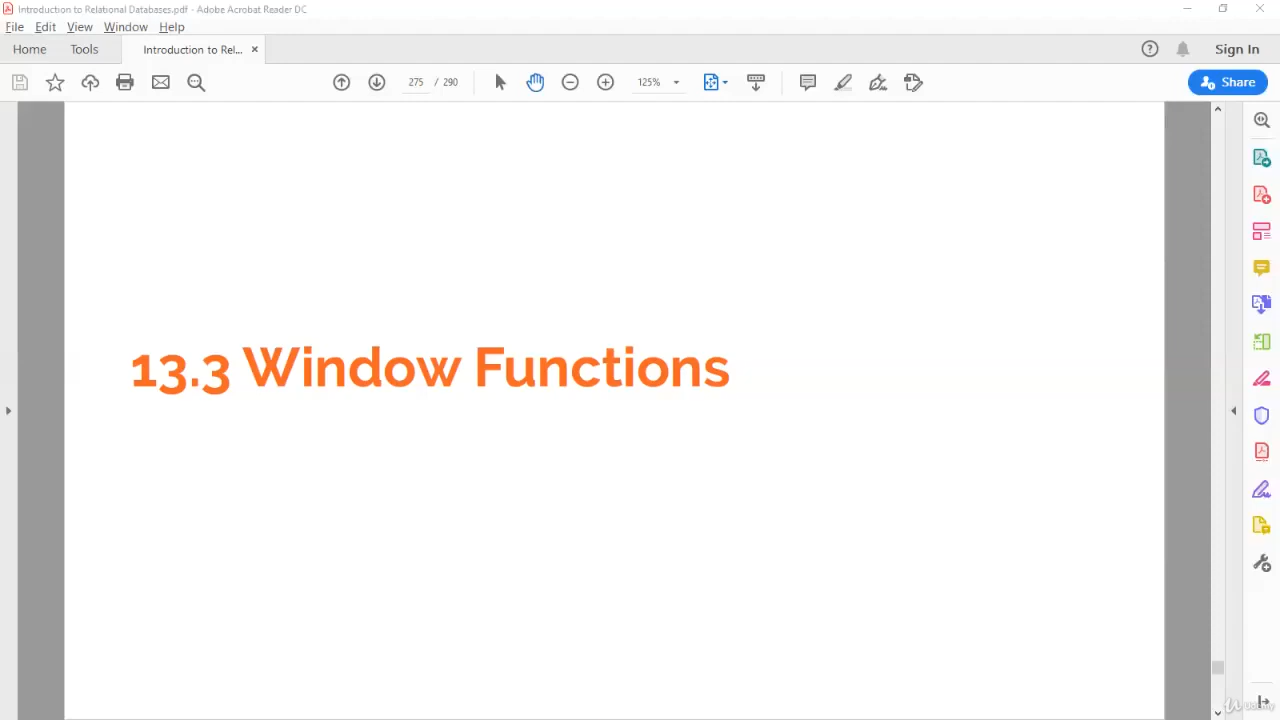 Introduction to Relational Databases.pdf - Adobe Acrobat Reader DC
File Edit View Window Help
Home Tools Introduction to Rel... × Sign In
275 / 290 125% Share
13.3 Window Functions
Udemy